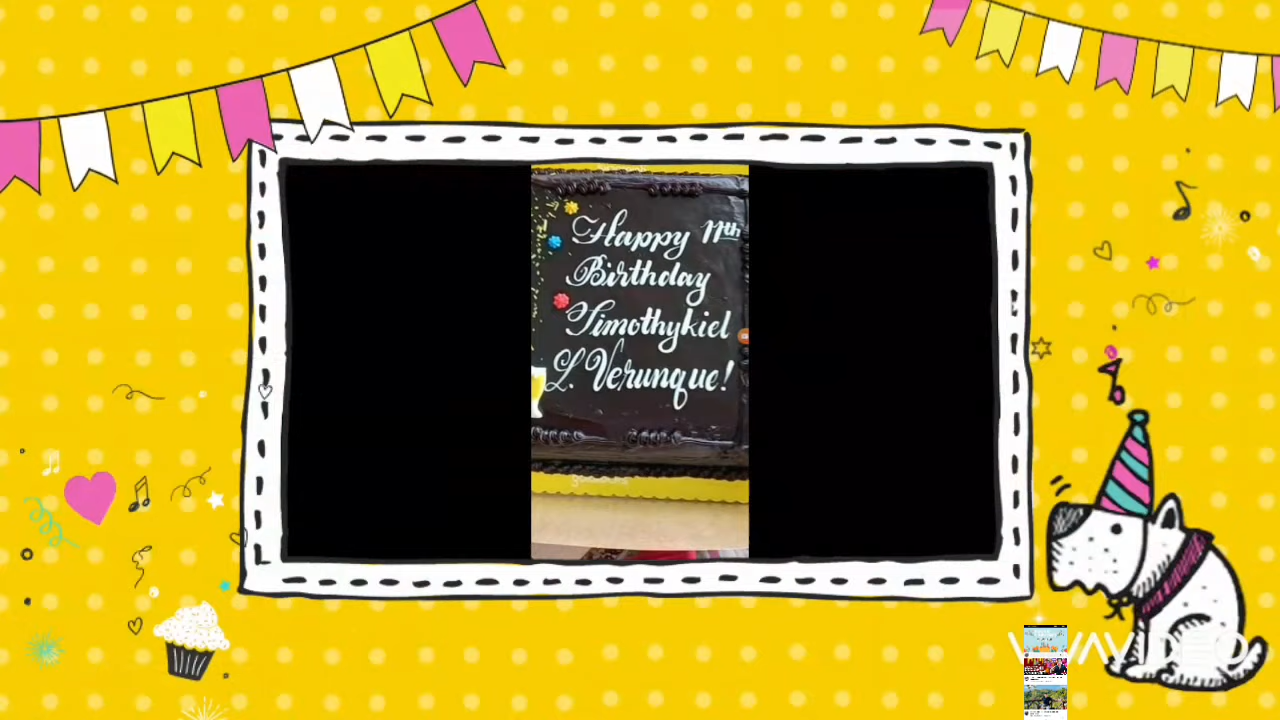 Happy 11th
Birthday
Timothykiel
L. Verunque!
VIVAVIDEO